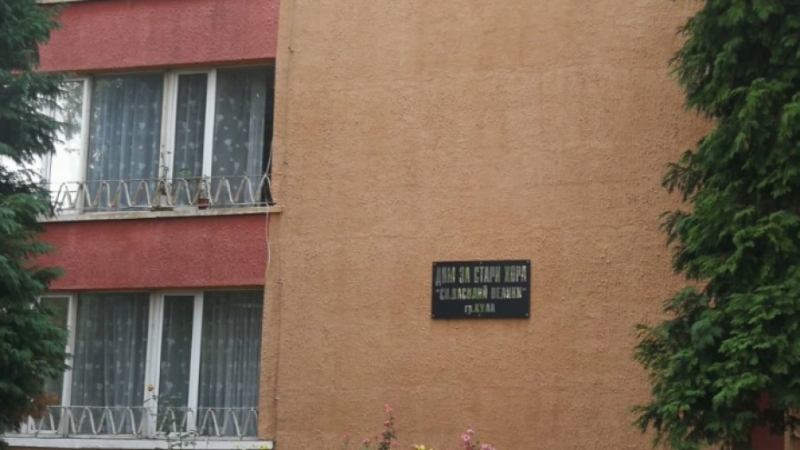 ДОМ ЗА СТАРИ ХОРА
"СВ.ВАСИЛИЙ ВЕЛИКИ"
гр.КУЛА